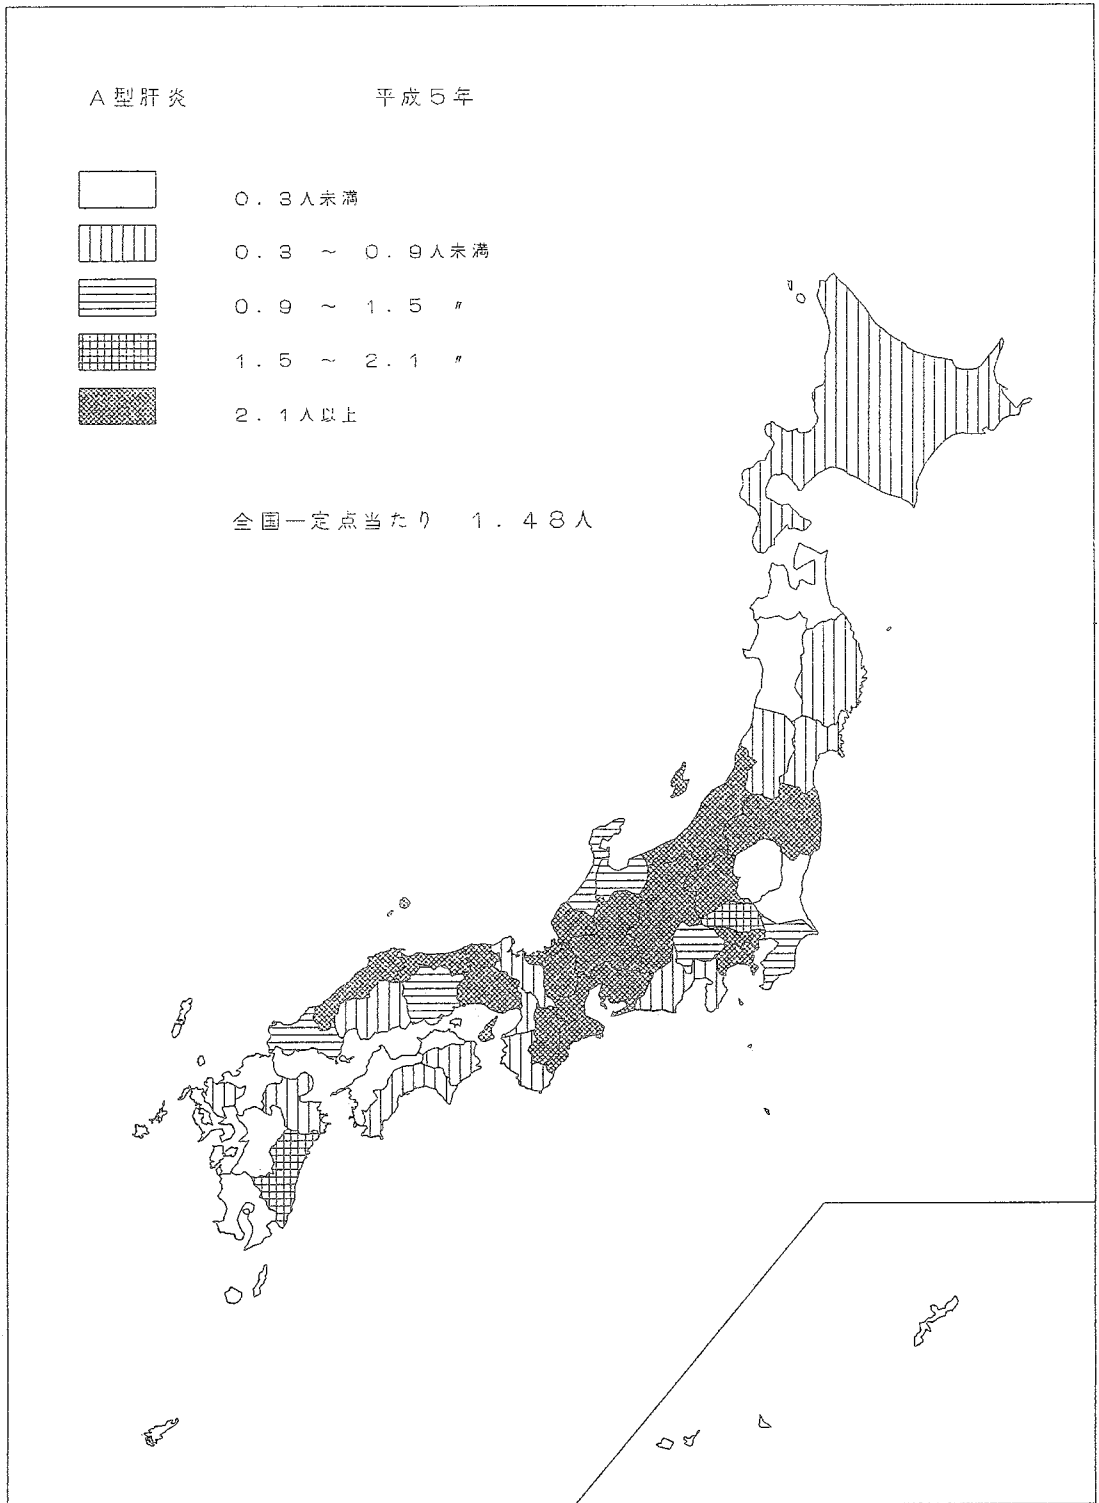 A型肝炎 平成5年
0.3人未満
0.3 ～ 0.9人未満
0.9 ～ 1.5 〃
1.5 ～ 2.1 〃
2.1人以上
全国一定点当たり 1.48人